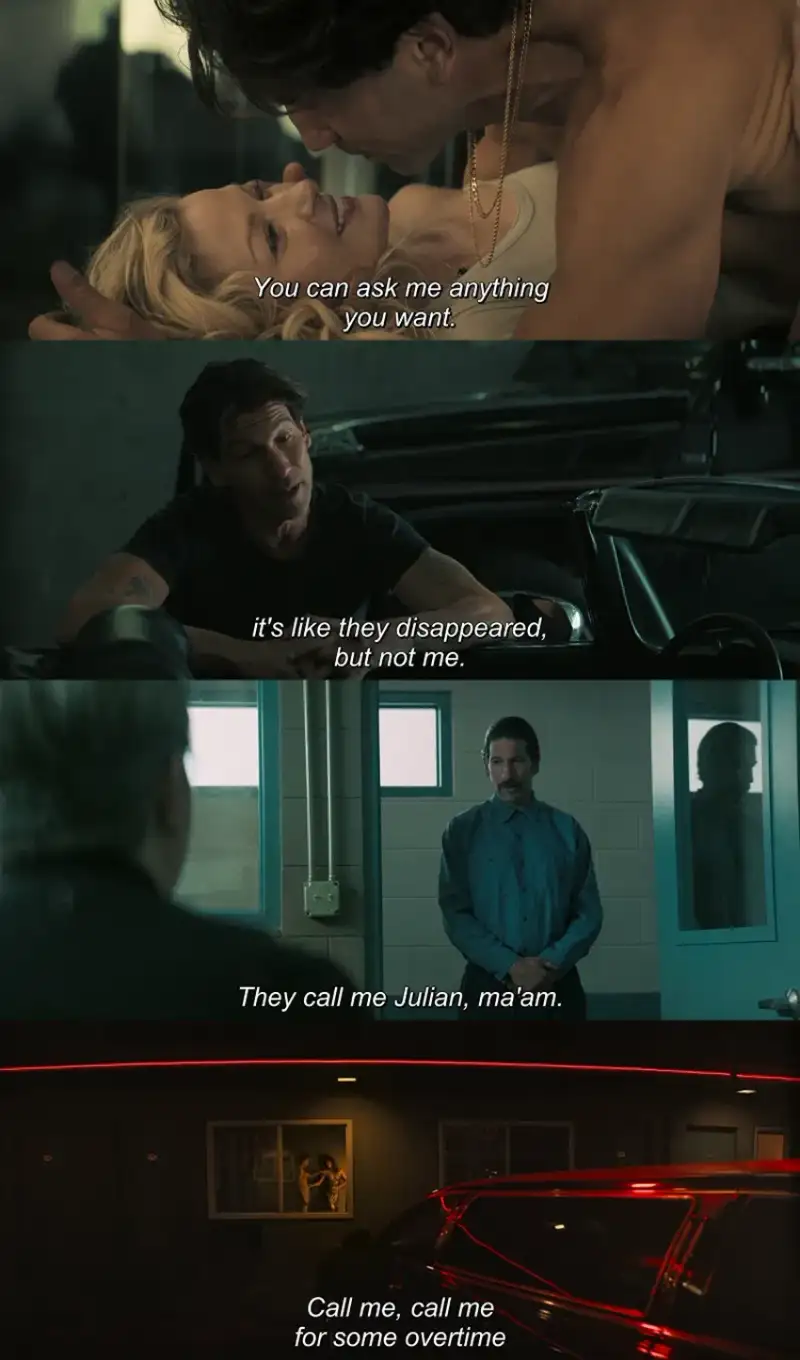 You can ask me anything
you want.
it's like they disappeared,
but not me.
They call me Julian, ma'am.
Call me, call me
for some overtime